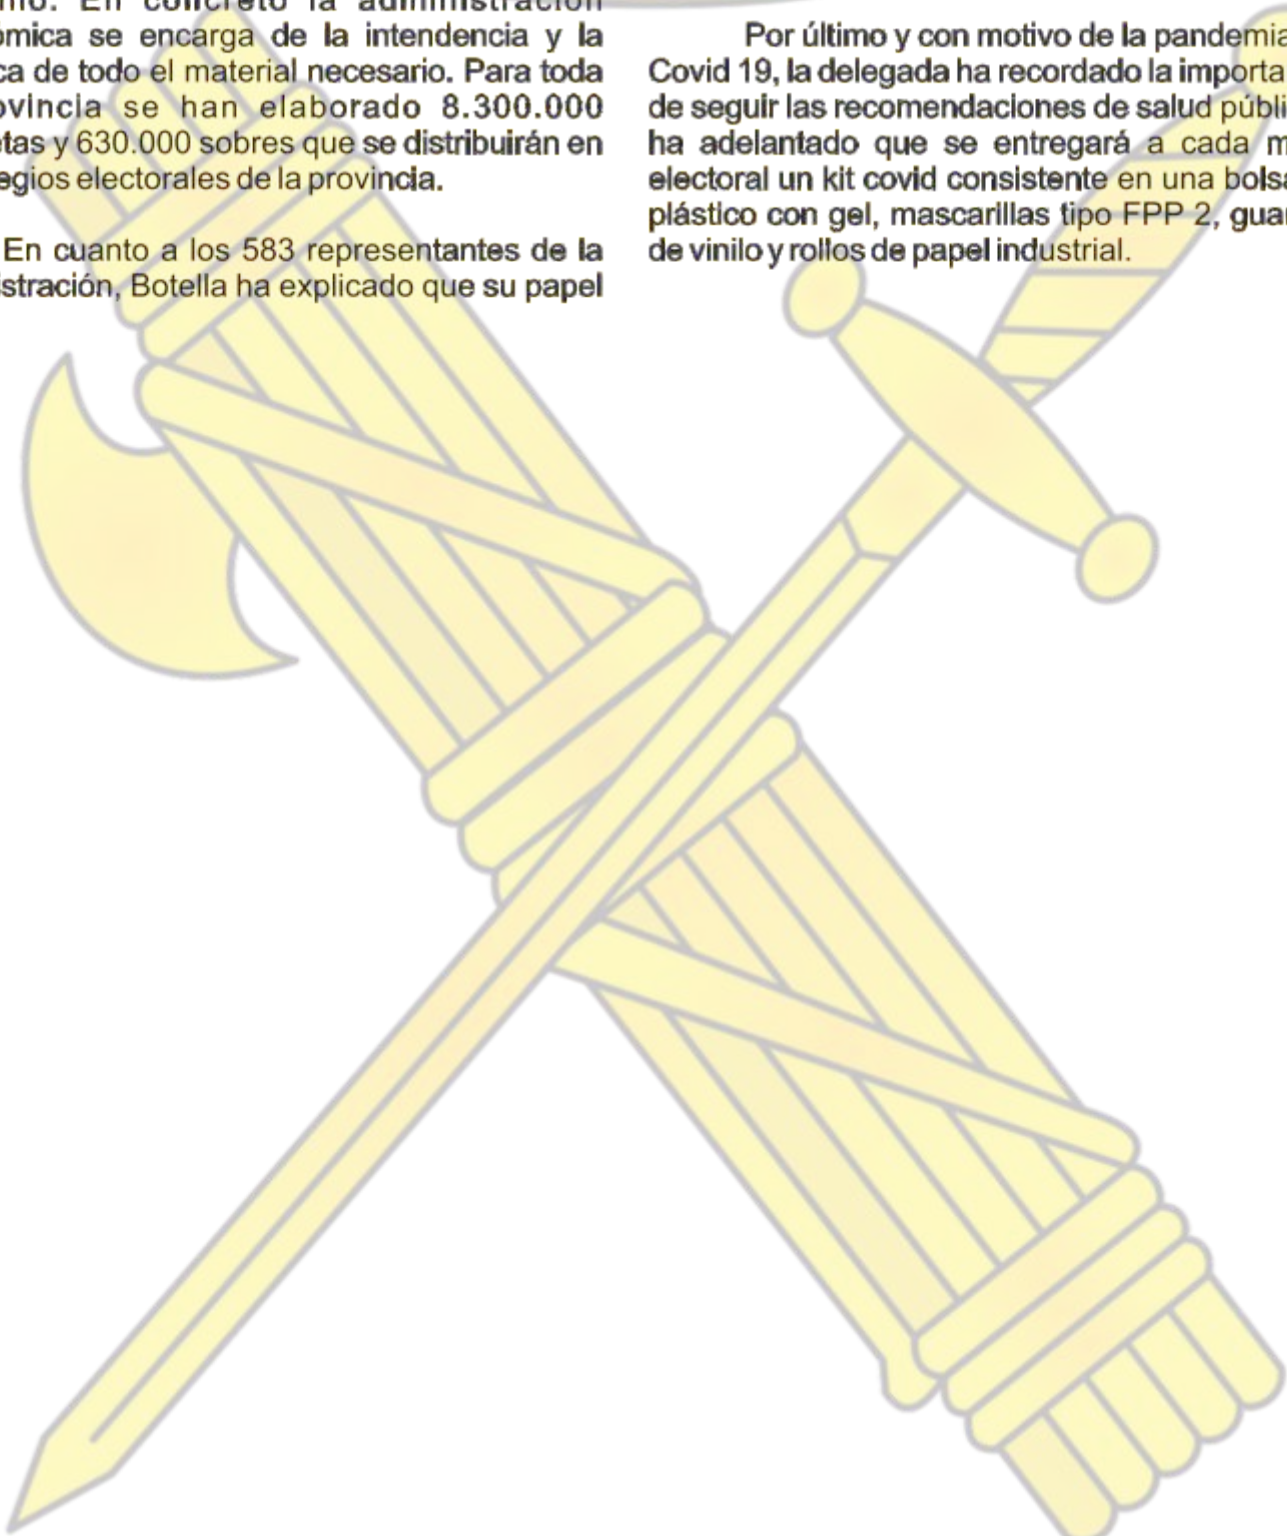 En concreto la administración
ómica se encarga de la intendencia y la
ca de todo el material necesario. Para toda
ovincia se han elaborado 8.300.000
etas y 630.000 sobres que se distribuirán en
egios electorales de la provincia.
En cuanto a los 583 representantes de la
stración, Botella ha explicado que su papel
Por último y con motivo de la pandemia
Covid 19, la delegada ha recordado la importa
de seguir las recomendaciones de salud públi
ha adelantado que se entregará a cada m
electoral un kit covid consistente en una bolsa
plástico con gel, mascarillas tipo FPP 2, gua
de vinilo y rollos de papel industrial.